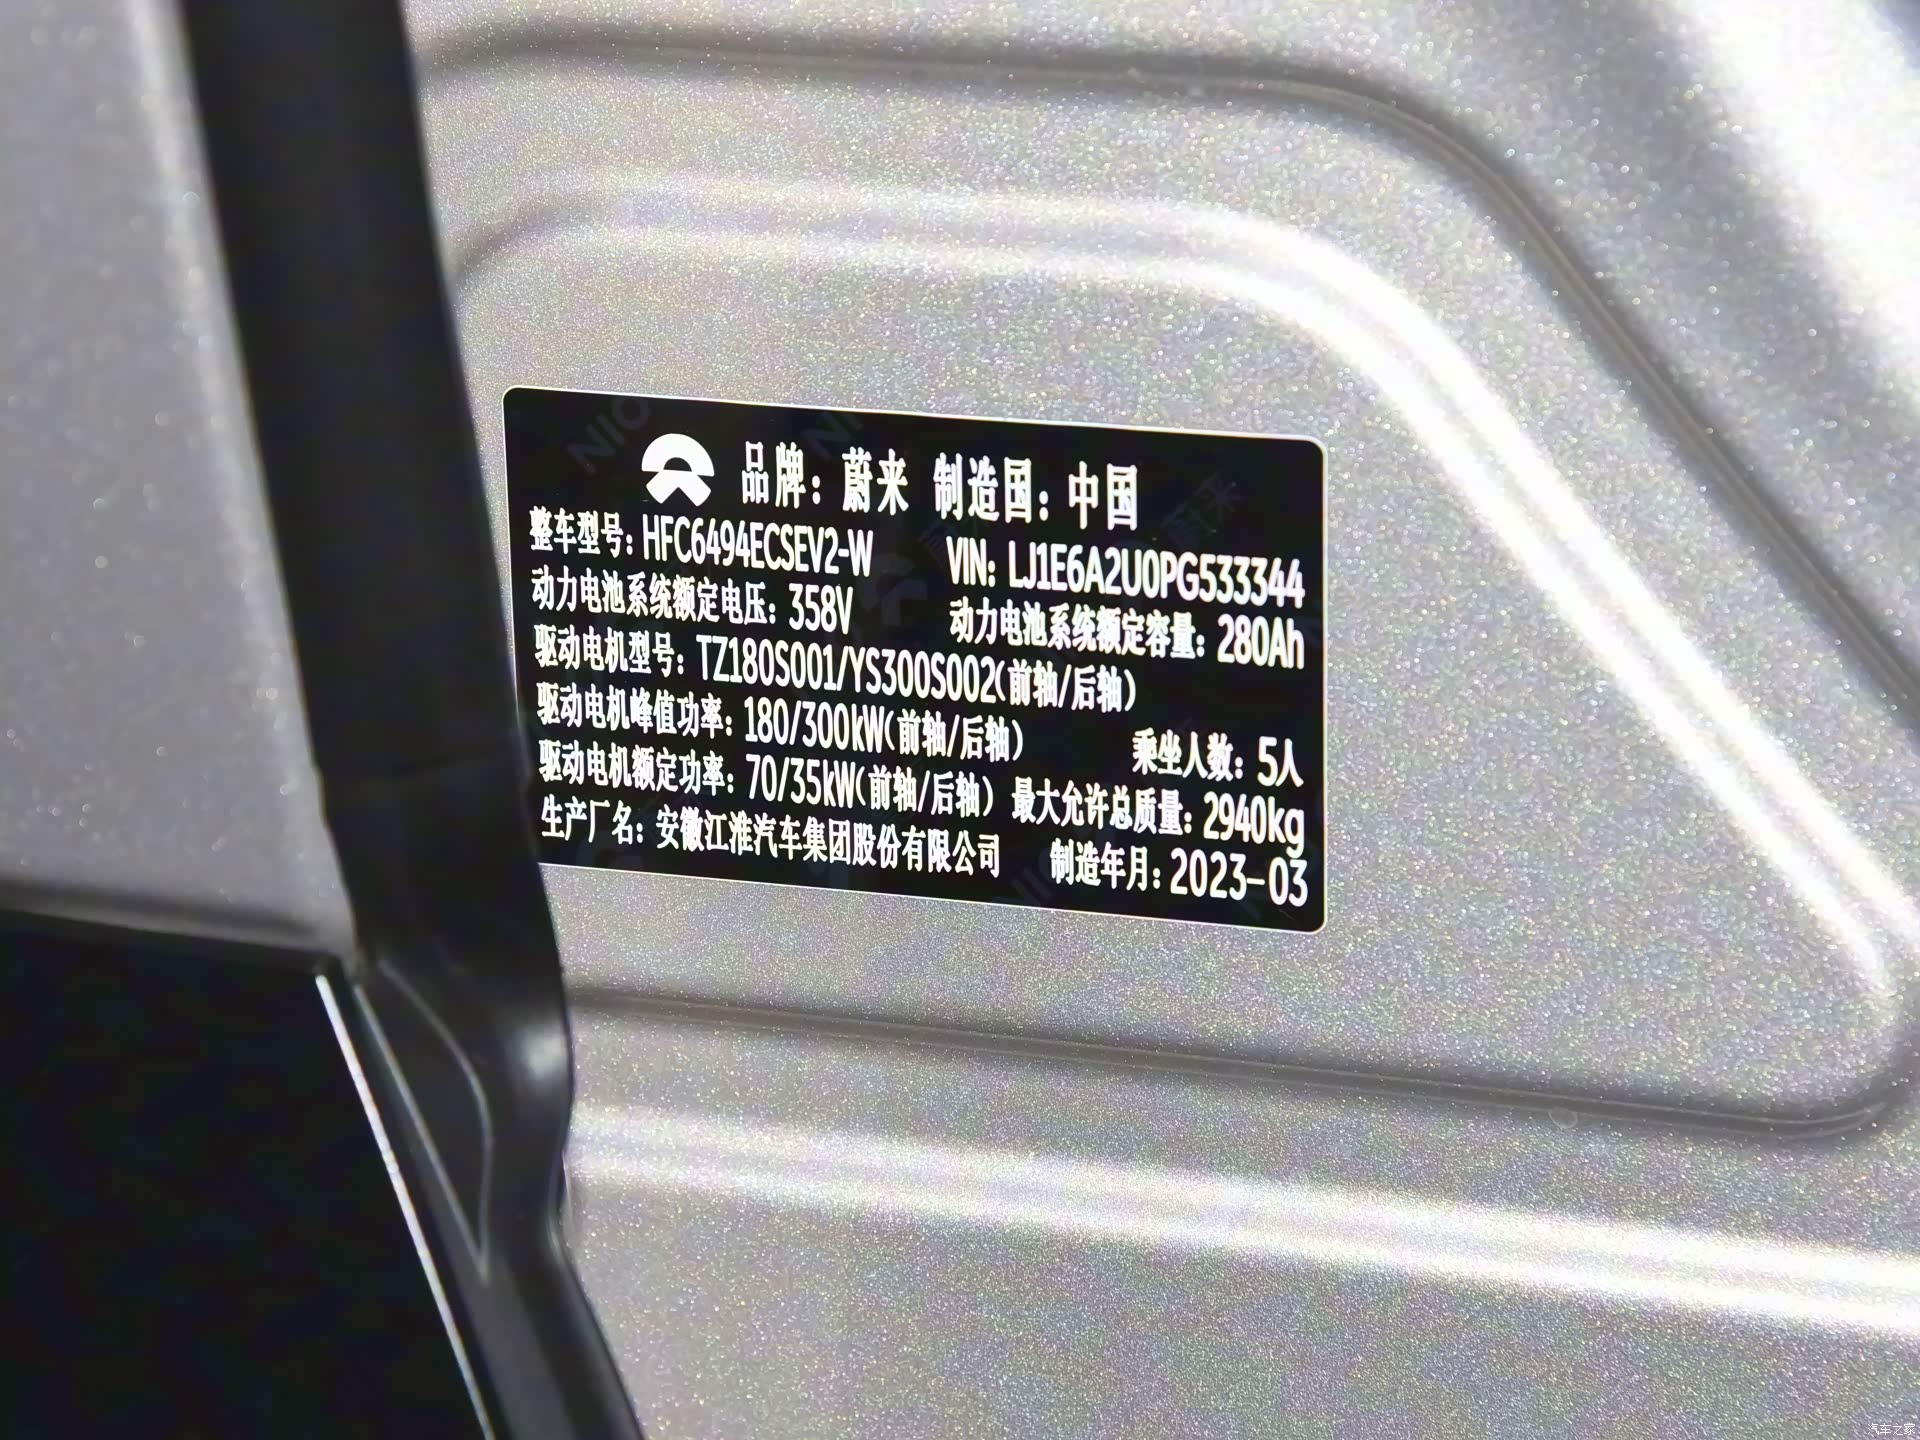 品牌：蔚来 制造国：中国
整车型号：HFC6494ECSEV2-W VIN：LJ1E6A2U0PG533344
动力电池系统额定电压：358V 动力电池系统额定容量：280Ah
驱动电机型号：TZ180S001/YS300S002(前轴/后轴)
驱动电机峰值功率：180/300kW(前轴/后轴) 乘坐人数：5人
驱动电机额定功率：70/35kW(前轴/后轴) 最大允许总质量：2940kg
生产厂名：安徽江淮汽车集团股份有限公司 制造年月：2023-03
汽车之家